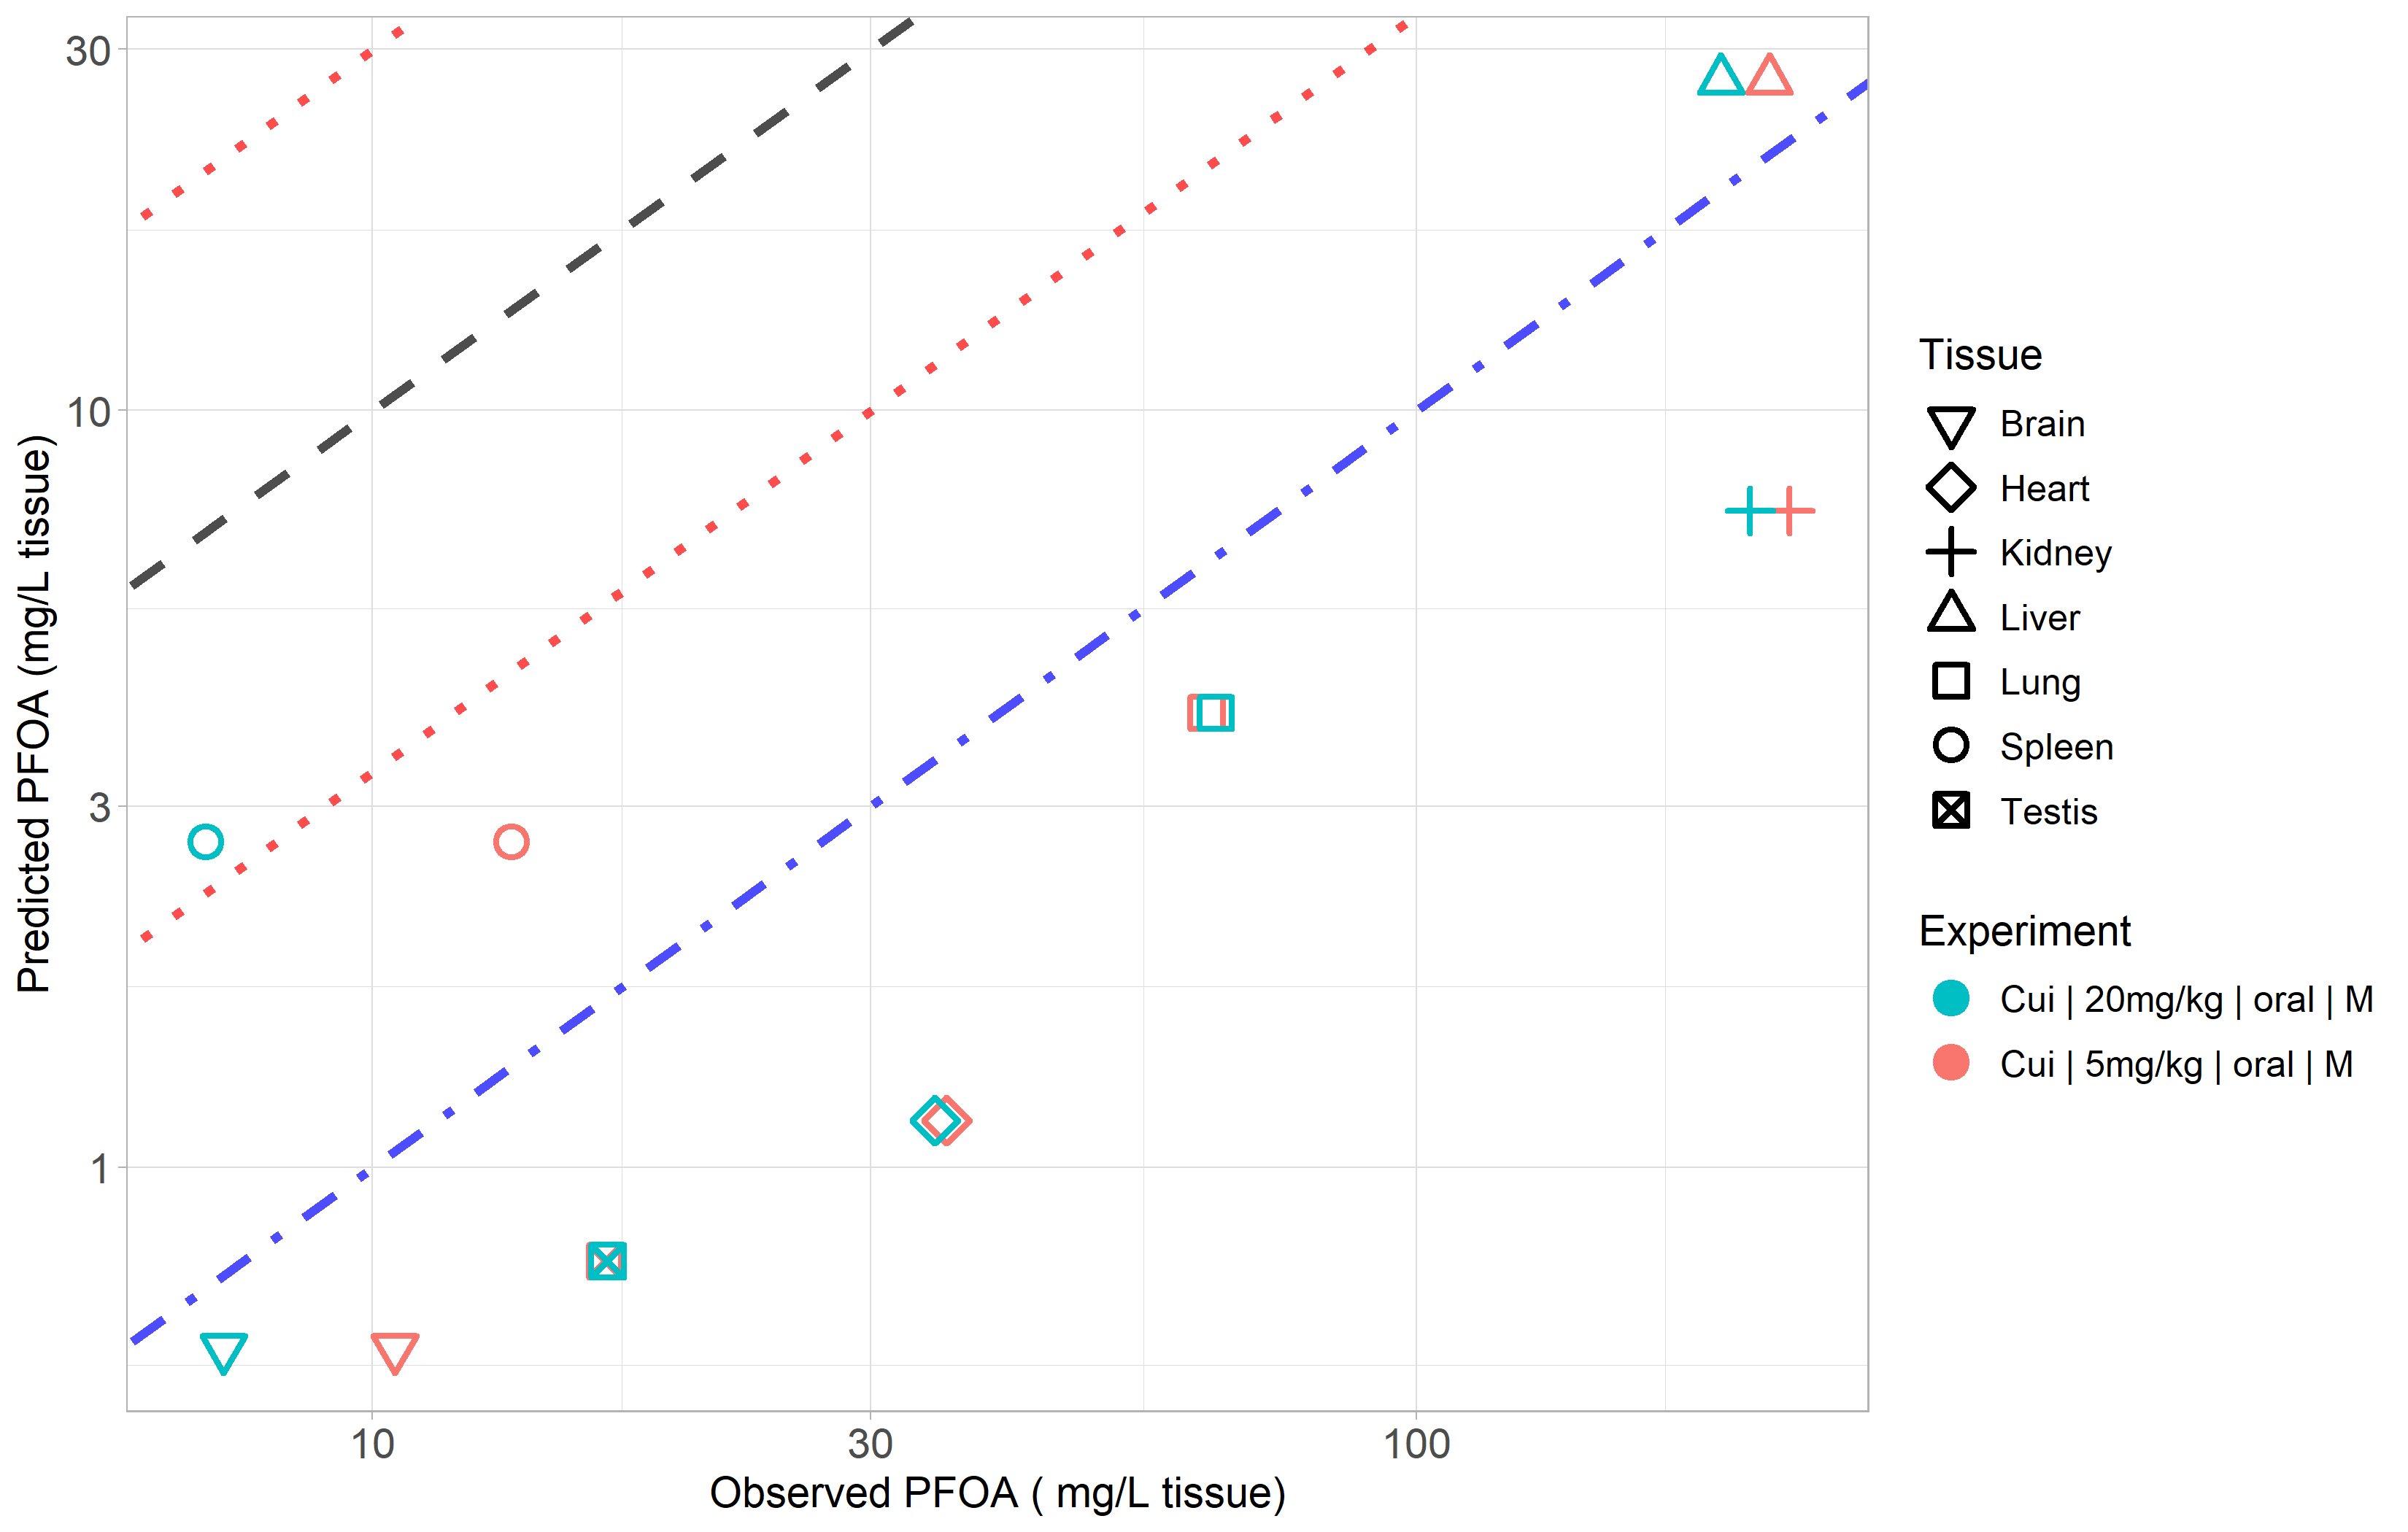 30
10
3
1
Predicted PFOA (mg/L tissue)
10
30
100
Observed PFOA ( mg/L tissue)
Tissue
Brain
Heart
Kidney
Liver
Lung
Spleen
Testis
Experiment
Cui | 20mg/kg | oral | M
Cui | 5mg/kg | oral | M